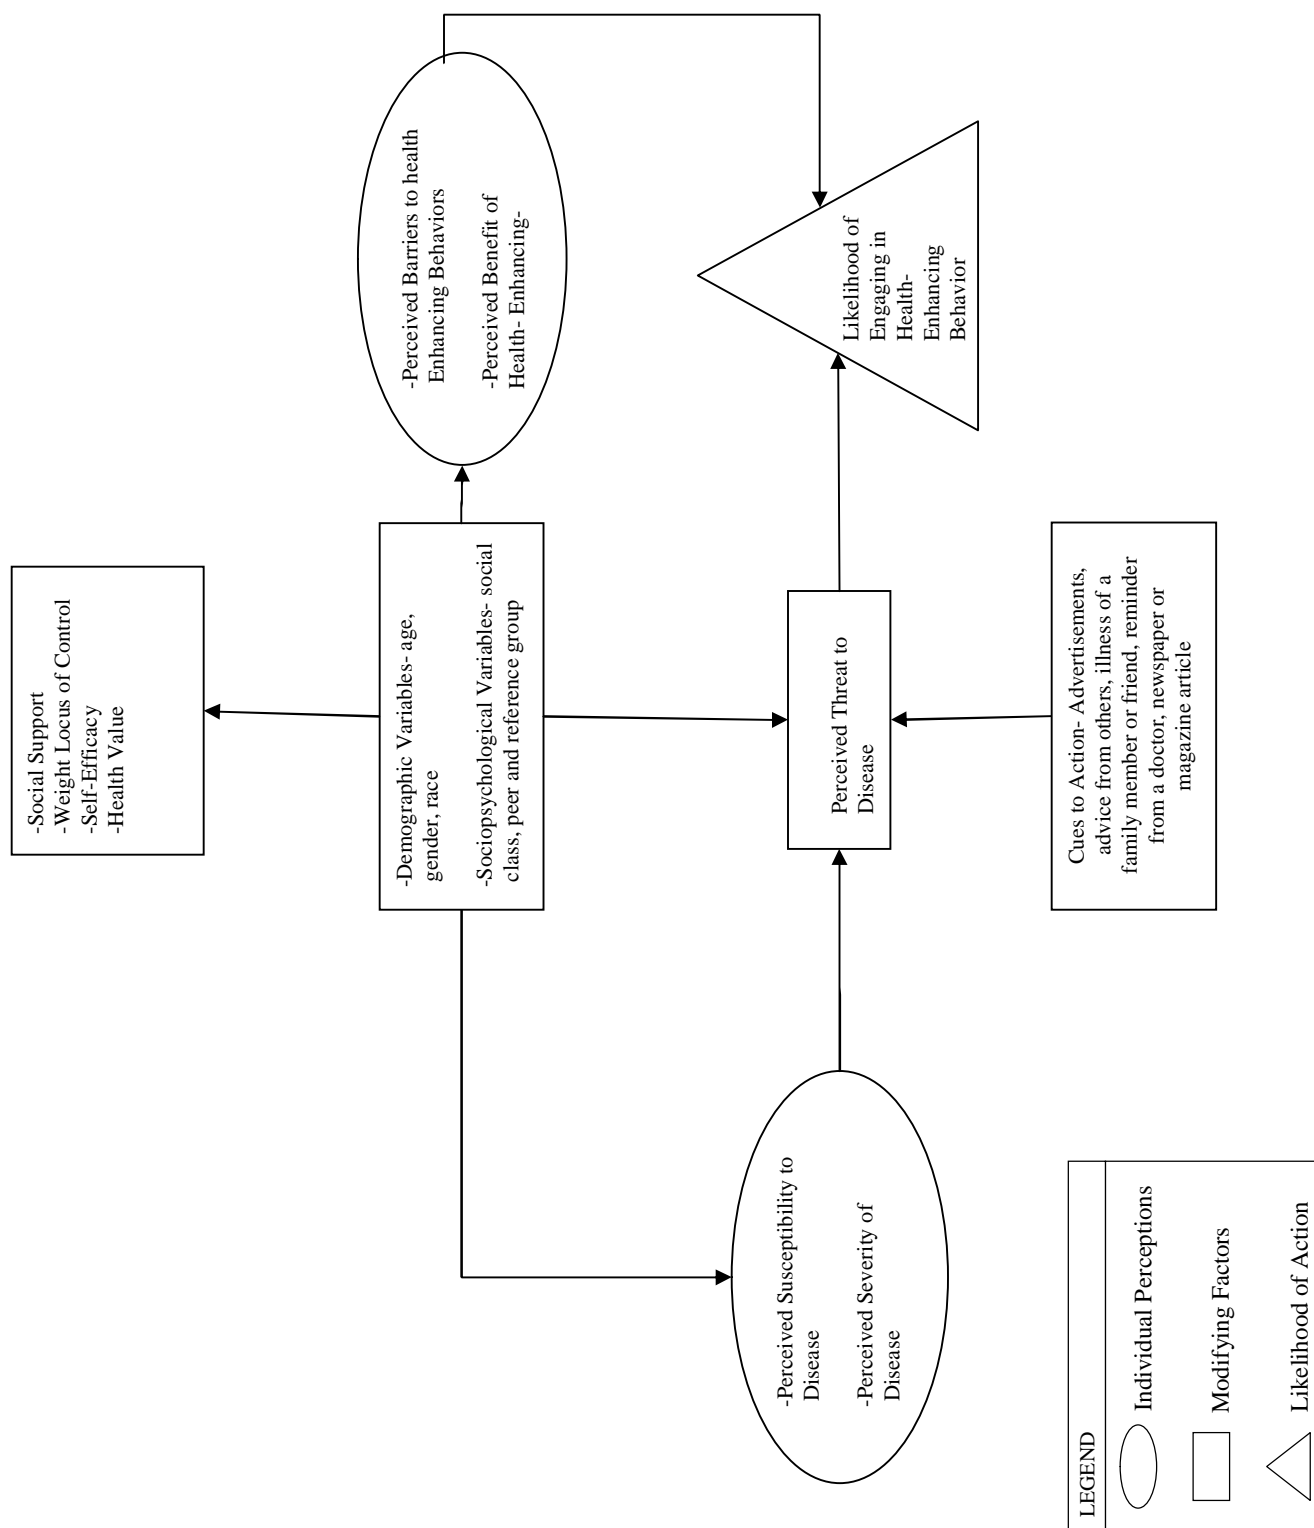 -Social Support
-Weight Locus of Control
-Self-Efficacy
-Health Value
-Demographic Variables- age,
gender, race
-Sociopsychological Variables- social
class, peer and reference group
-Perceived Barriers to health
Enhancing Behaviors
-Perceived Benefit of
Health- Enhancing-
-Perceived Susceptibility to
Disease
-Perceived Severity of
Disease
Perceived Threat to
Disease
Likelihood of
Engaging in
Health-
Enhancing
Behavior
Cues to Action- Advertisements,
advice from others, illness of a
family member or friend, reminder
from a doctor, newspaper or
magazine article
LEGEND
Individual Perceptions
Modifying Factors
Likelihood of Action